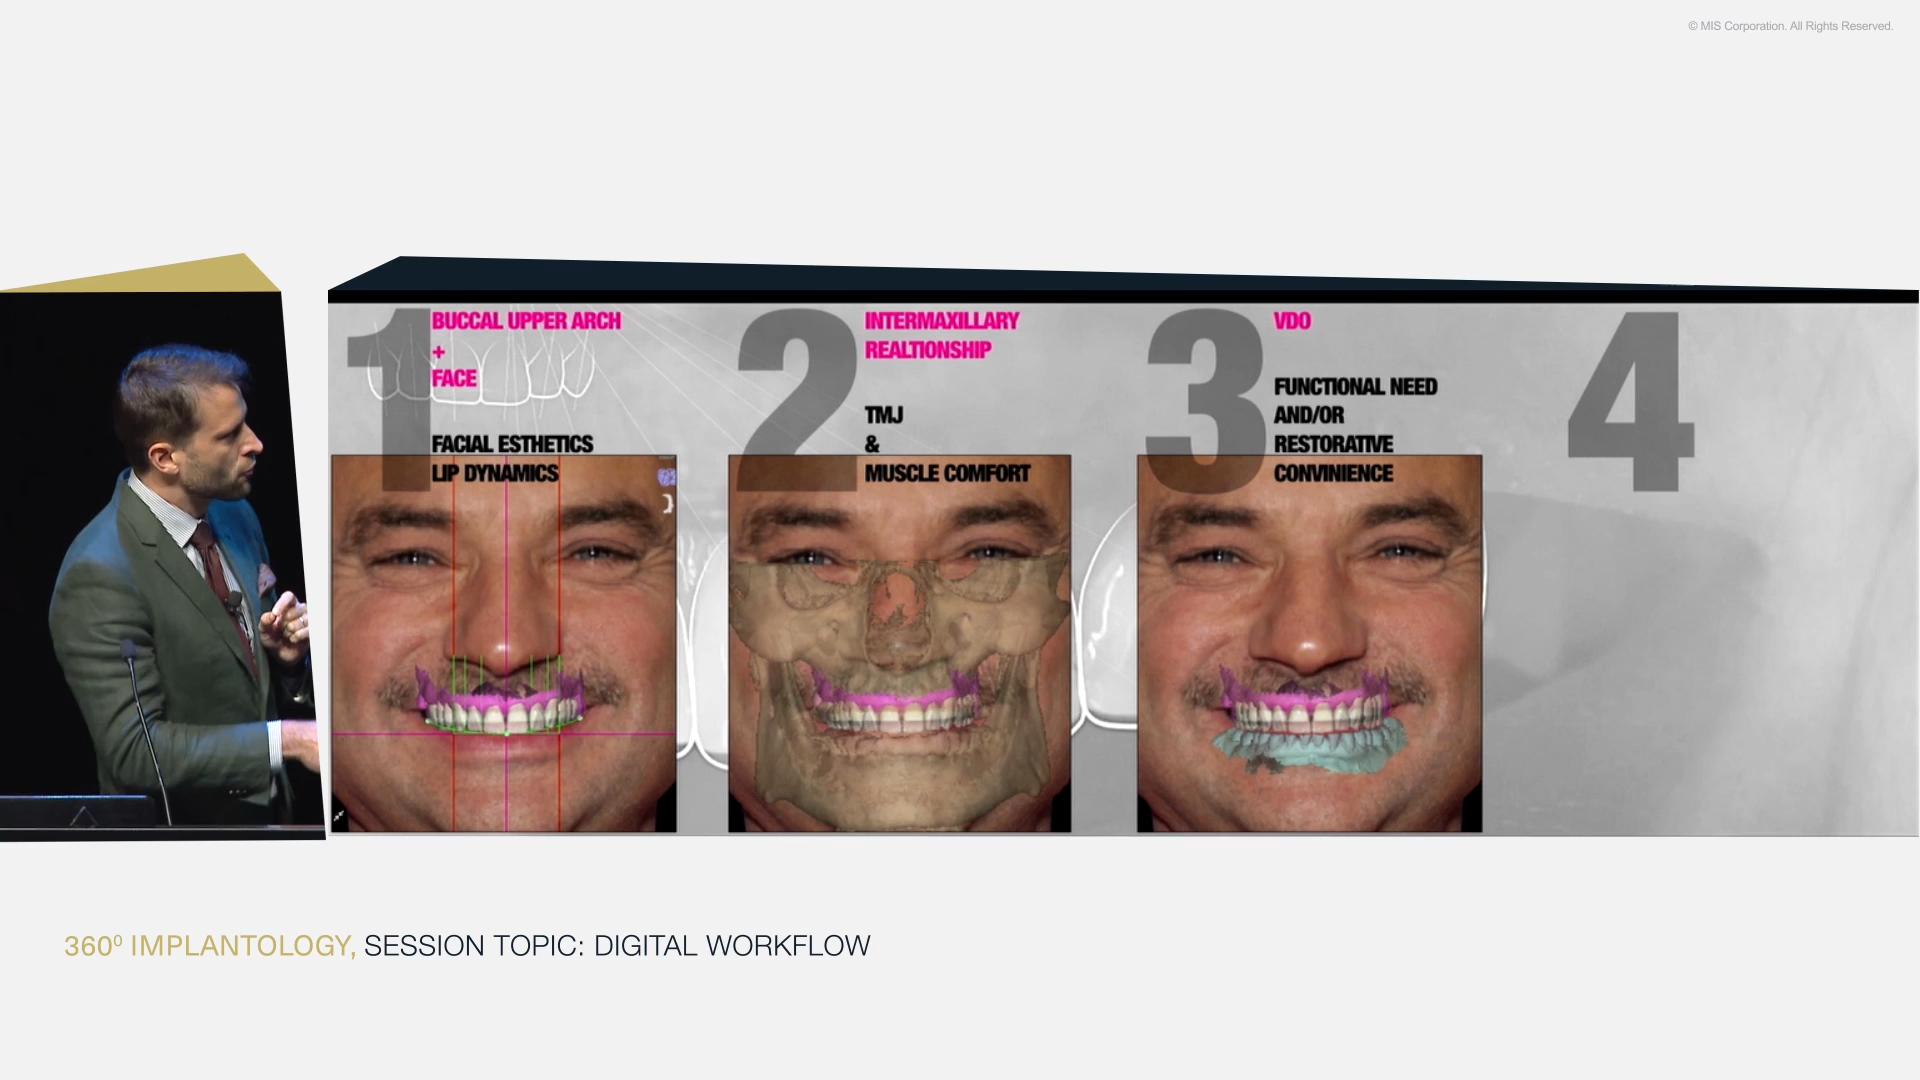 © MIS Corporation. All Rights Reserved.
1
BUCCAL UPPER ARCH
+
FACE
FACIAL ESTHETICS
LIP DYNAMICS
2
INTERMAXILLARY
REALTIONSHIP
TMJ
&
MUSCLE COMFORT
3
VDO
FUNCTIONAL NEED
AND/OR
RESTORATIVE
CONVINIENCE
4
360⁰ IMPLANTOLOGY, SESSION TOPIC: DIGITAL WORKFLOW